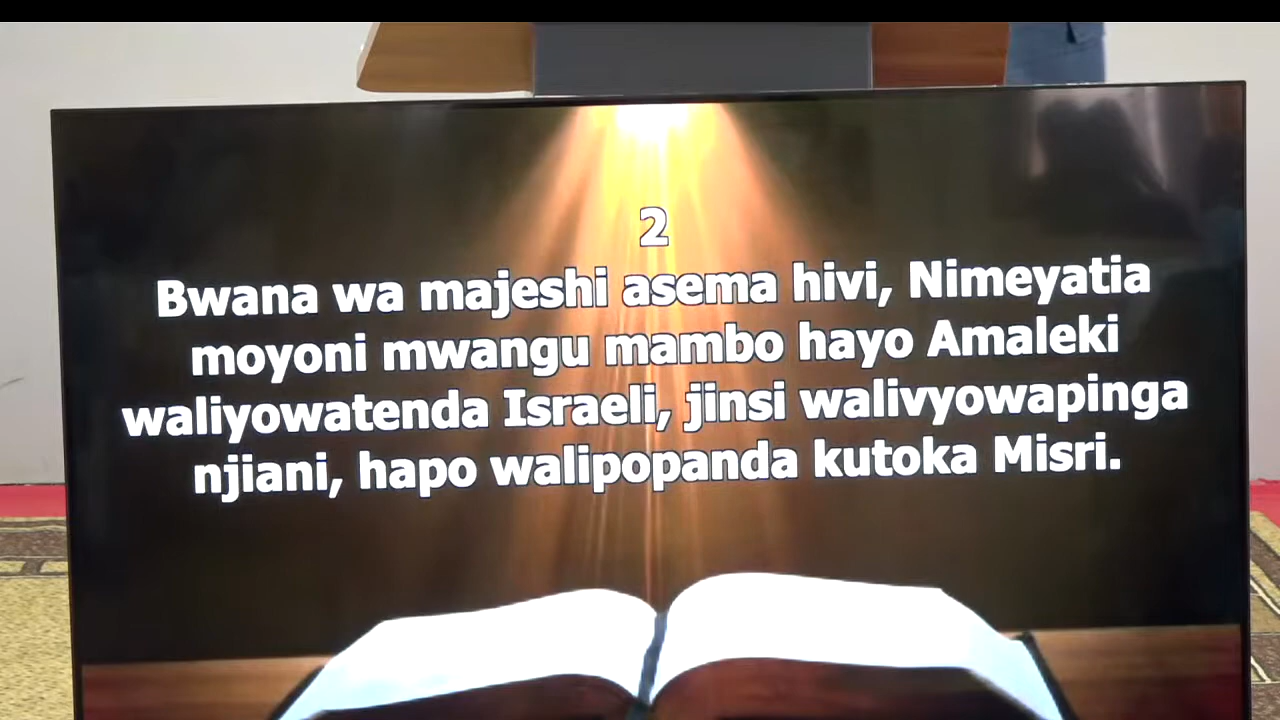 2
Bwana wa majeshi asema hivi, Nimeyatia
moyoni mwangu mambo hayo Amaleki
waliyowatenda Israeli, jinsi walivyowapinga
njiani, hapo walipopanda kutoka Misri.